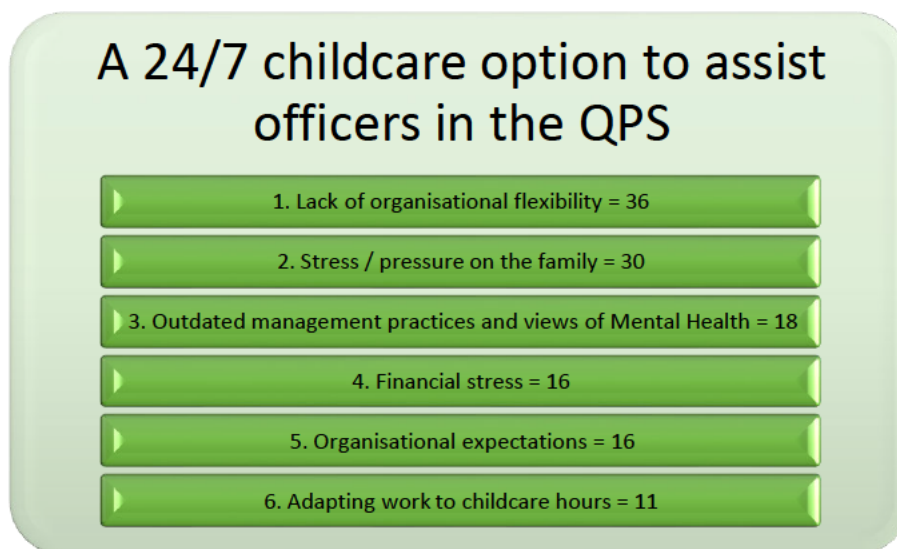 A 24/7 childcare option to assist
officers in the QPS
1. Lack of organisational flexibility = 36
2. Stress / pressure on the family = 30
3. Outdated management practices and views of Mental Health = 18
4. Financial stress = 16
5. Organisational expectations = 16
6. Adapting work to childcare hours = 11